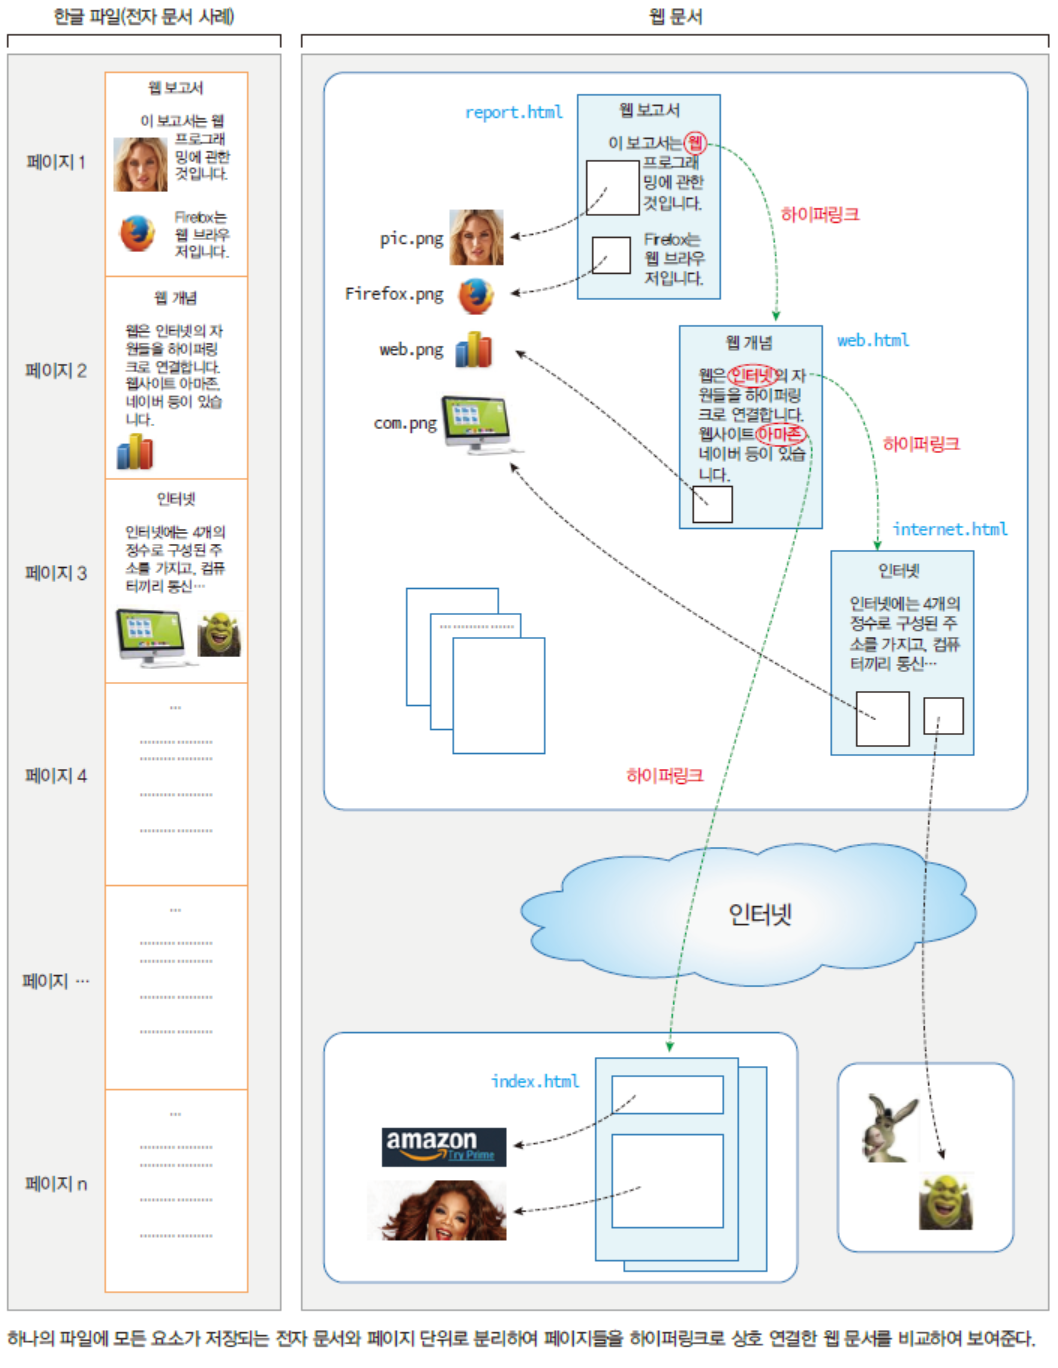 한글 파일(전자 문서 사례)
웹 문서
페이지 1
웹 보고서
이 보고서는 웹
프로그래
밍에 관한
것입니다.
Firefox는
웹 브라우
저입니다.
페이지 2
웹 개념
웹은 인터넷의 자
원들을 하이퍼링
크로 연결합니다.
웹사이트 아마존,
네이버 등이 있습
니다.
페이지 3
인터넷
인터넷에는 4개의
정수로 구성된 주
소를 가지고, 컴퓨
터끼리 통신…
페이지 4
...
페이지 …
...
페이지 n
...
report.html
웹 보고서
이 보고서는 웹
프로그래
밍에 관한
것입니다.
Firefox는
웹 브라우
저입니다.
하이퍼링크
pic.png
Firefox.png
web.png
com.png
web.html
웹 개념
웹은 인터넷의 자
원들을 하이퍼링
크로 연결합니다.
웹사이트 아마존,
네이버 등이 있습
니다.
하이퍼링크
internet.html
인터넷
인터넷에는 4개의
정수로 구성된 주
소를 가지고, 컴퓨
터끼리 통신…
하이퍼링크
인터넷
index.html
amazon
Try Prime
하나의 파일에 모든 요소가 저장되는 전자 문서와 페이지 단위로 분리하여 페이지들을 하이퍼링크로 상호 연결한 웹 문서를 비교하여 보여준다.